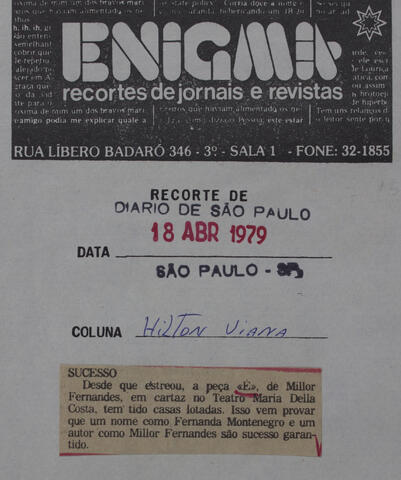 ENIGMA
recortes de jornais e revistas
RUA LÍBERO BADARÓ 346 - 3º - SALA 1 - FONE: 32-1855
RECORTE DE
DIARIO DE SÃO PAULO
18 ABR 1979
DATA
SÃO PAULO - SP
COLUNA Hilton Viana
SUCESSO
Desde que estreou, a peça «É», de Millor
Fernandes, em cartaz no Teatro Maria Della
Costa, tem tido casas lotadas. Isso vem provar
que um nome como Fernanda Montenegro e um
autor como Millor Fernandes são sucesso garan-
tido.